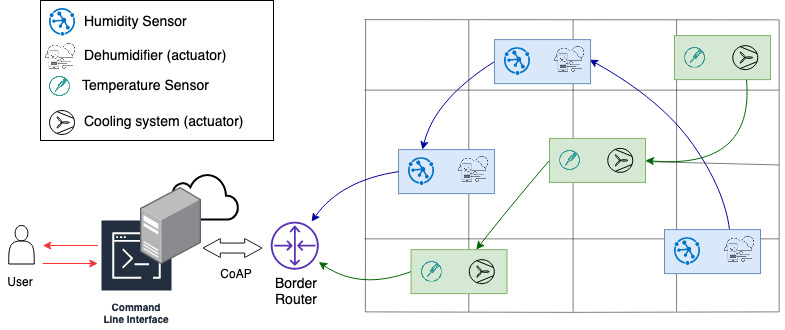 Humidity Sensor
Dehumidifier (actuator)
Temperature Sensor
Cooling system (actuator)
User
Command
Line Interface
CoAP
Border
Router